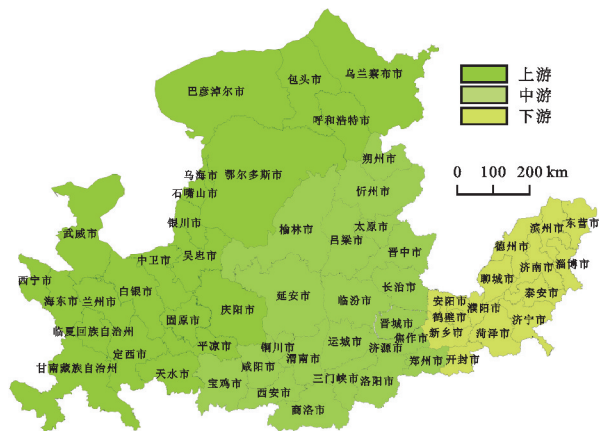 乌兰察布市
包头市
巴彦淖尔市
呼和浩特市
上游
中游
下游
0 100 200 km
朔州市
乌海市
鄂尔多斯市
石嘴山市
忻州市
银川市
榆林市
太原市
吕梁市
武威市
中卫市
吴忠市
晋中市
滨州市
东营市
德州市
西宁市
白银市
聊城市
济南市
淄博市
海东市
兰州市
庆阳市
延安市
临汾市
长治市
安阳市
泰安市
临夏回族自治州
固原市
晋城市
鹤壁市
濮阳市
济宁市
定西市
平凉市
铜川市
运城市
济源市
焦作市
新乡市
菏泽市
甘南藏族自治州
天水市
宝鸡市
咸阳市
渭南市
三门峡市
洛阳市
郑州市
开封市
西安市
商洛市